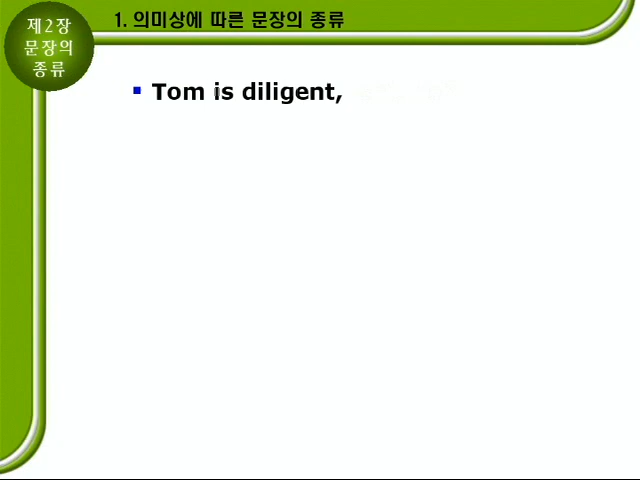 제2장
문장의
종류
1. 의미상에 따른 문장의 종류
Tom is diligent,